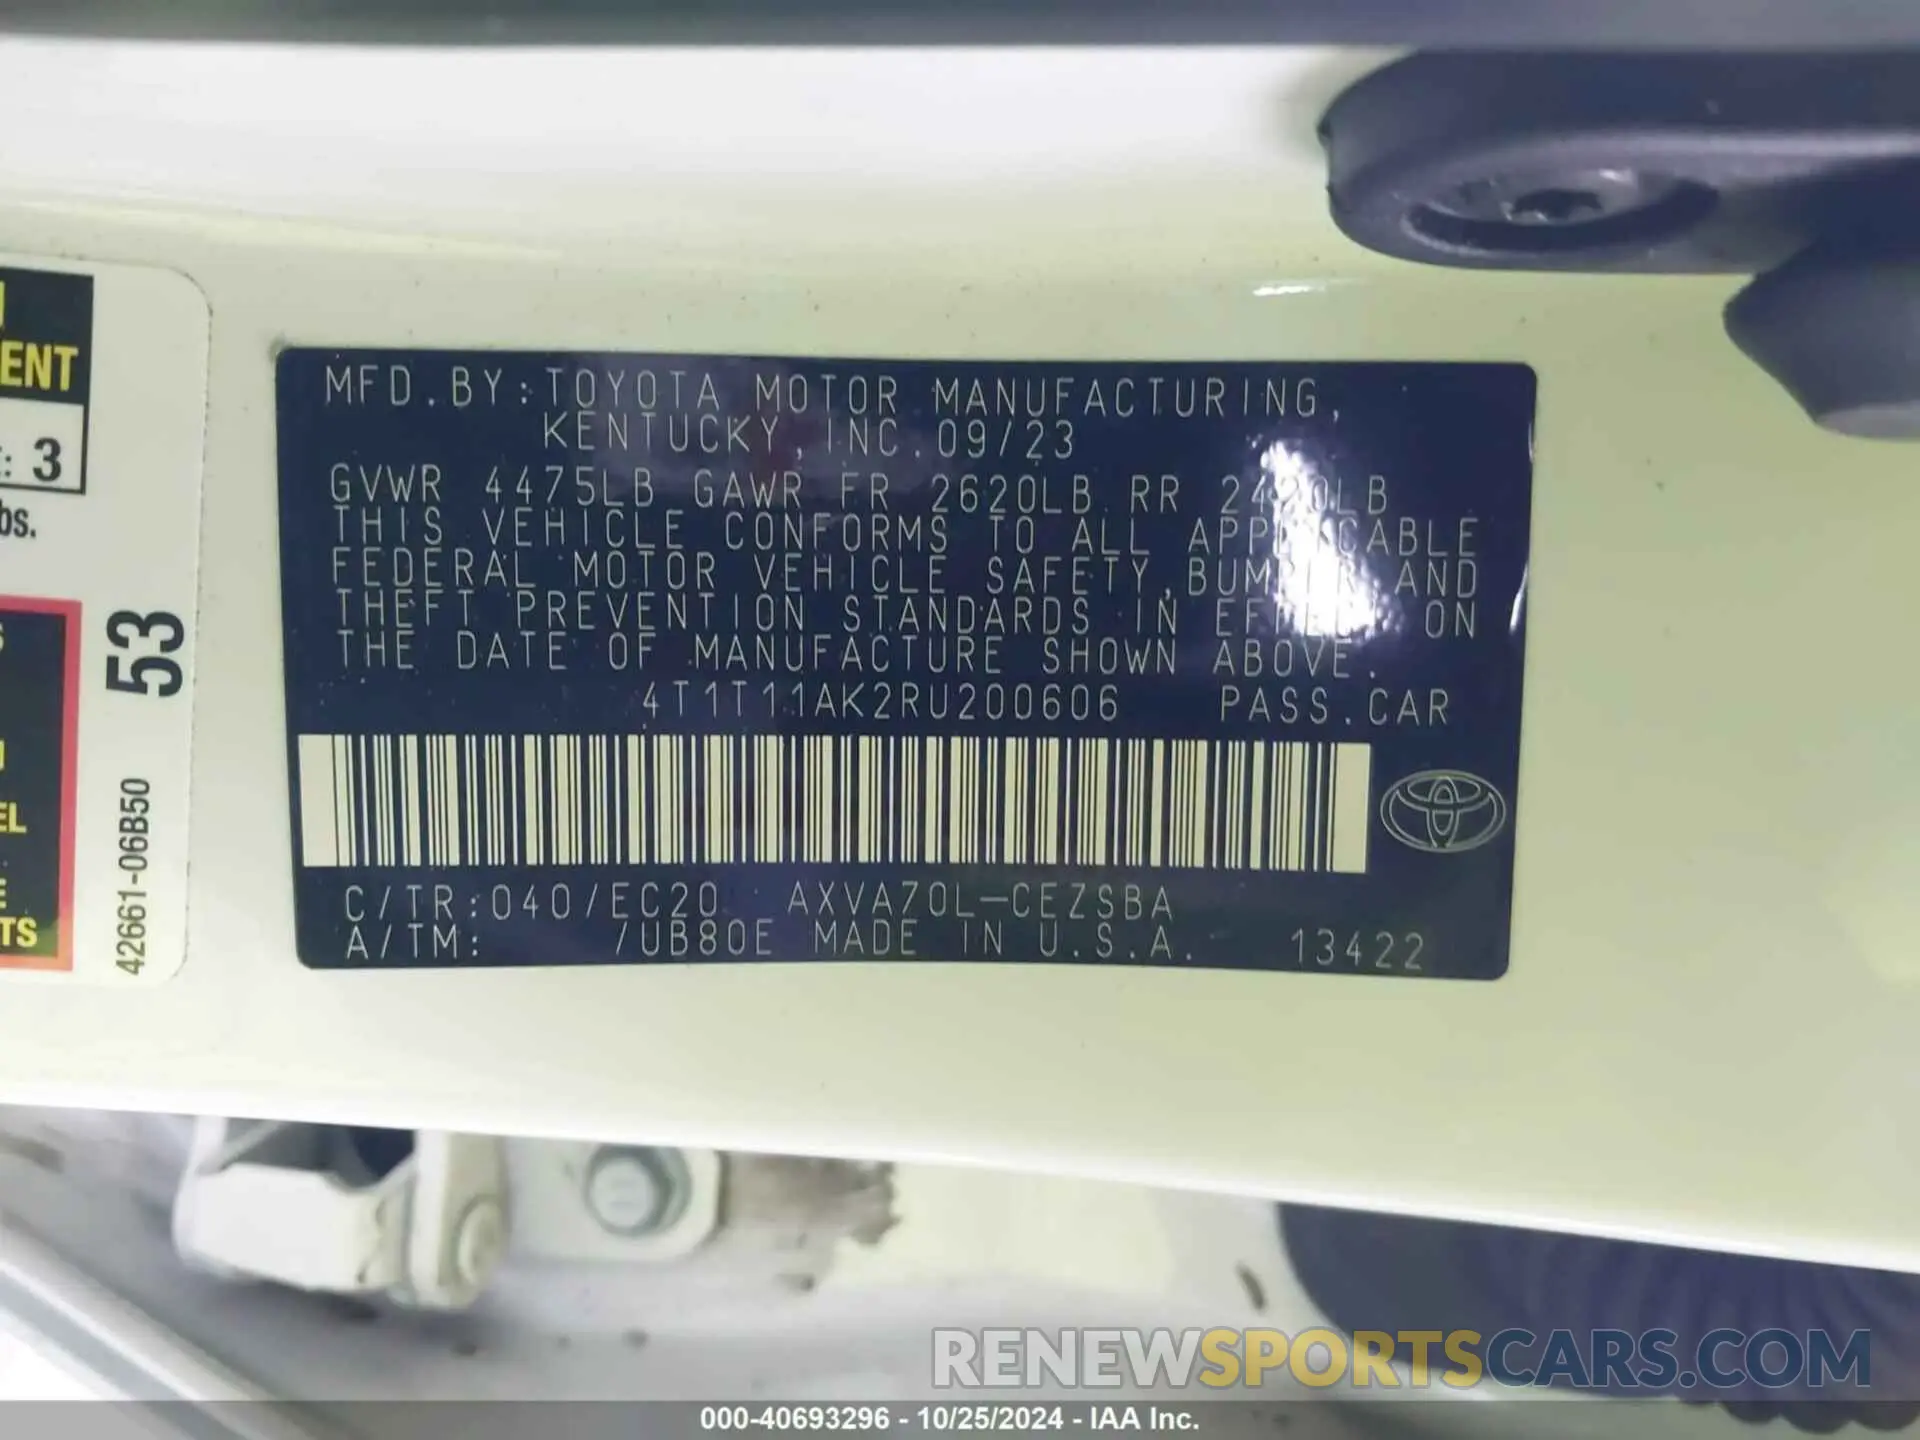 MFD.BY:TOYOTA MOTOR MANUFACTURING,
KENTUCKY,INC.09/23
GVWR 4475LB GAWR FR 2620LB RR LB
THIS VEHICLE CONFORMS TO ALL APPLICABLE
FEDERAL MOTOR VEHICLE SAFETY,BUMPER AND
THEFT PREVENTION STANDARDS IN EFFECT ON
THE DATE OF MANUFACTURE SHOWN ABOVE.
4T1T11AK2RU200606 PASS.CAR
C/TR:040/EC20 AXVA70L-CEZSBA
A/TM: /UB80E MADE IN U.S.A. 13422
ENT
: 3
bs.
53
42661-06B50
EL
E
TS
RENEWSPORTSCARS.COM
000-40693296 - 10/25/2024 - IAA Inc.